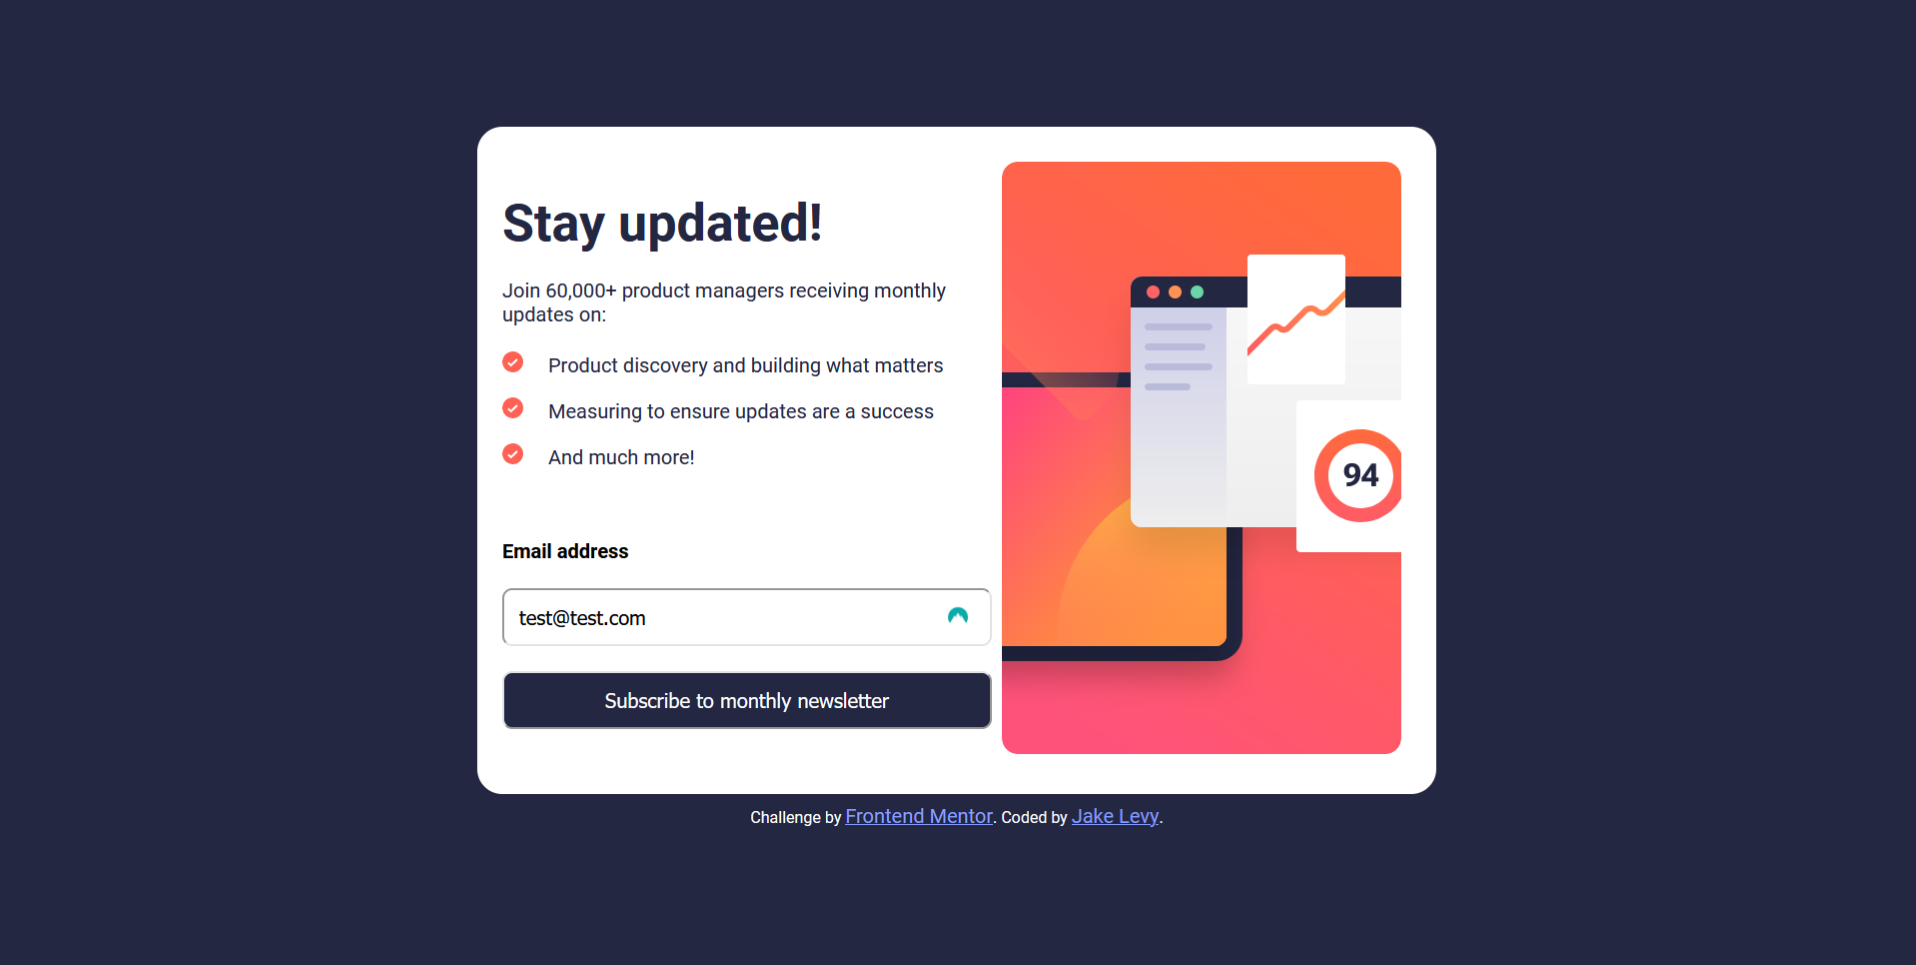 Stay updated!
Join 60,000+ product managers receiving monthly
updates on:
Product discovery and building what matters
Measuring to ensure updates are a success
And much more!
Email address
test@test.com
Subscribe to monthly newsletter
94
Challenge by Frontend Mentor. Coded by Jake Levy.